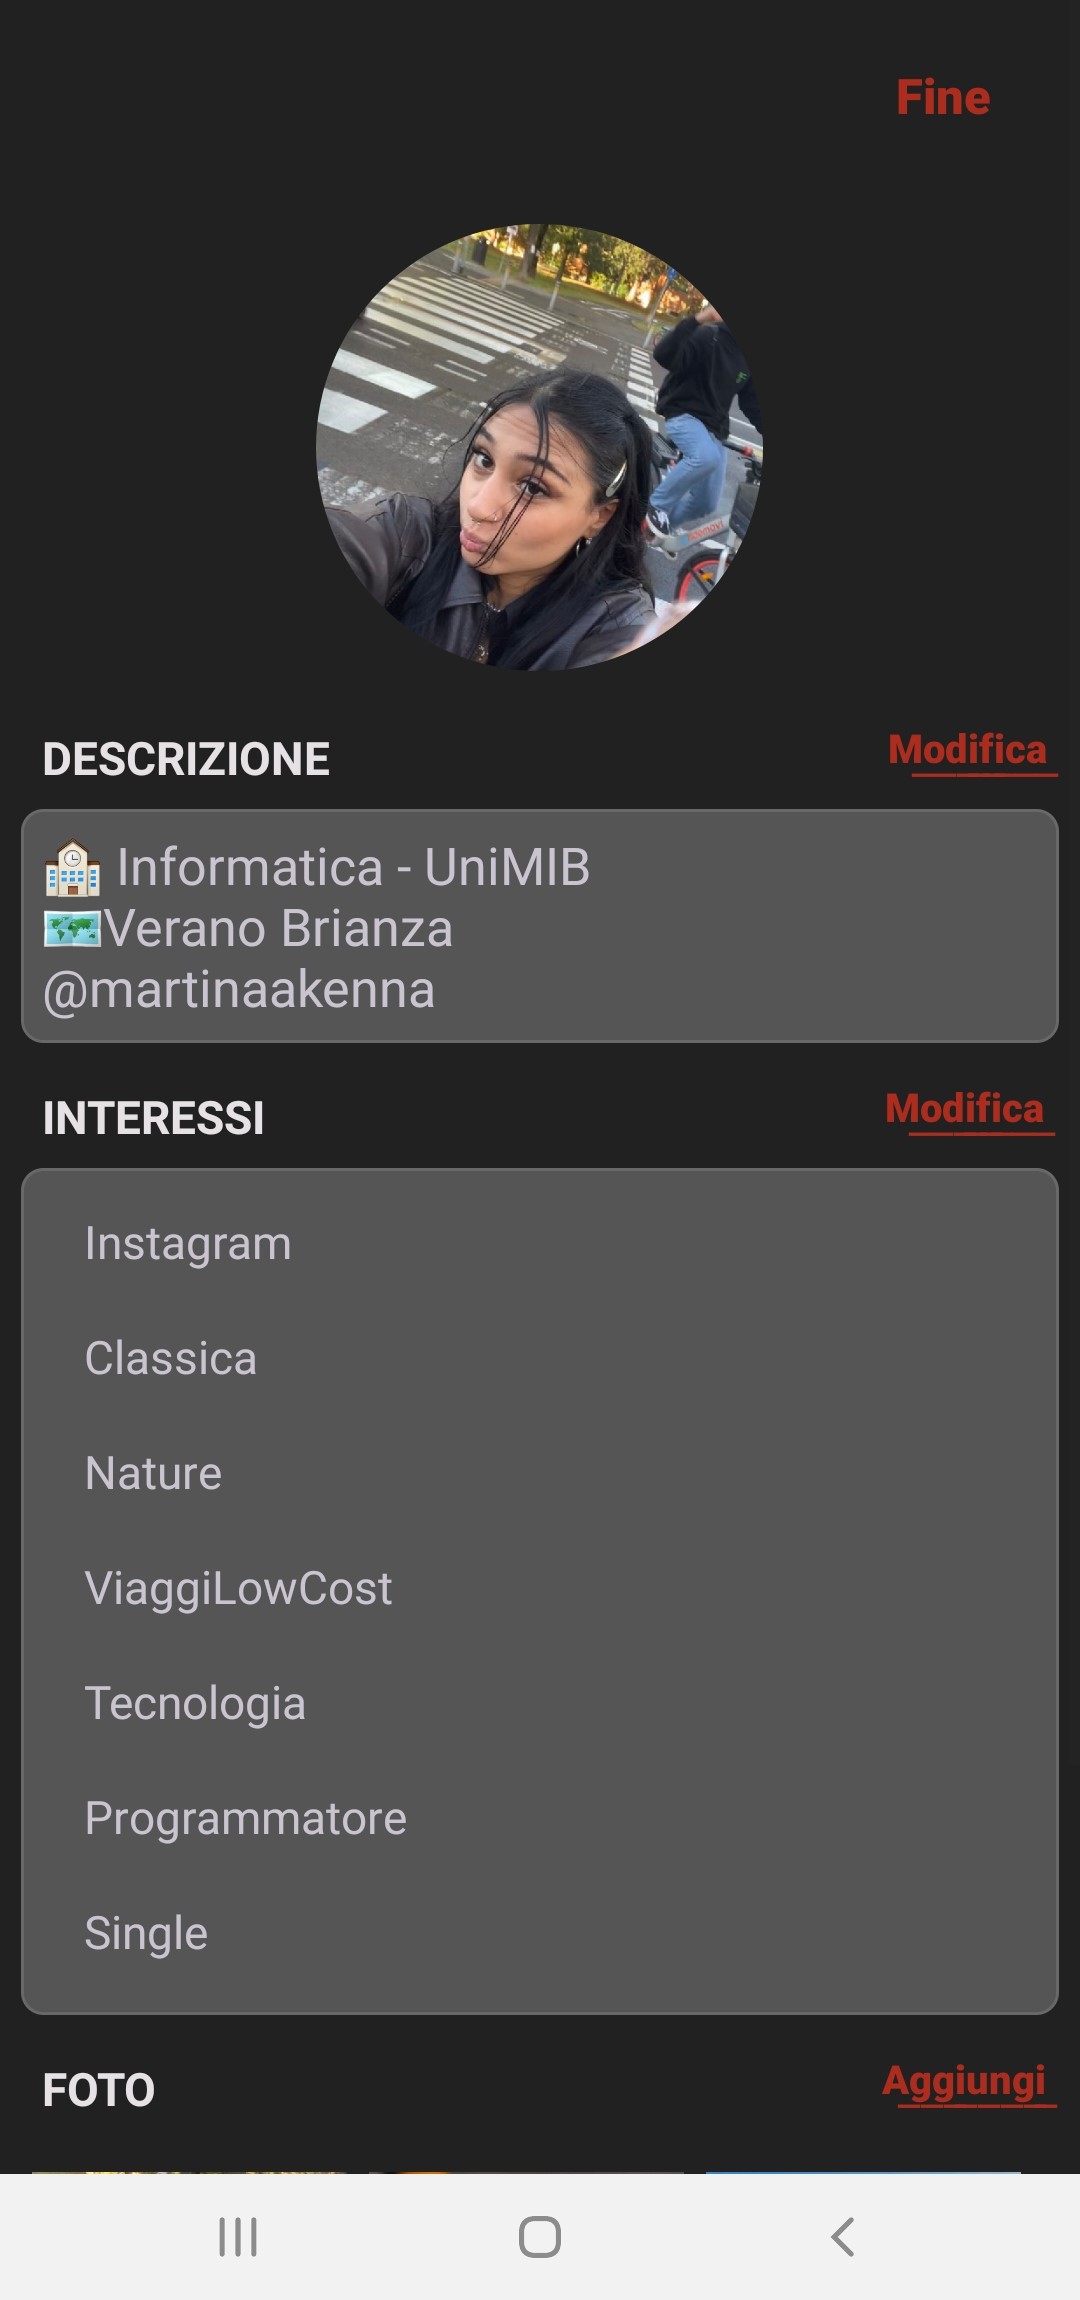 Fine
DESCRIZIONE
Modifica
🏫 Informatica - UniMIB
🗺️Verano Brianza
@martinaakenna
INTERESSI
Modifica
Instagram
Classica
Nature
ViaggiLowCost
Tecnologia
Programmatore
Single
FOTO
Aggiungi